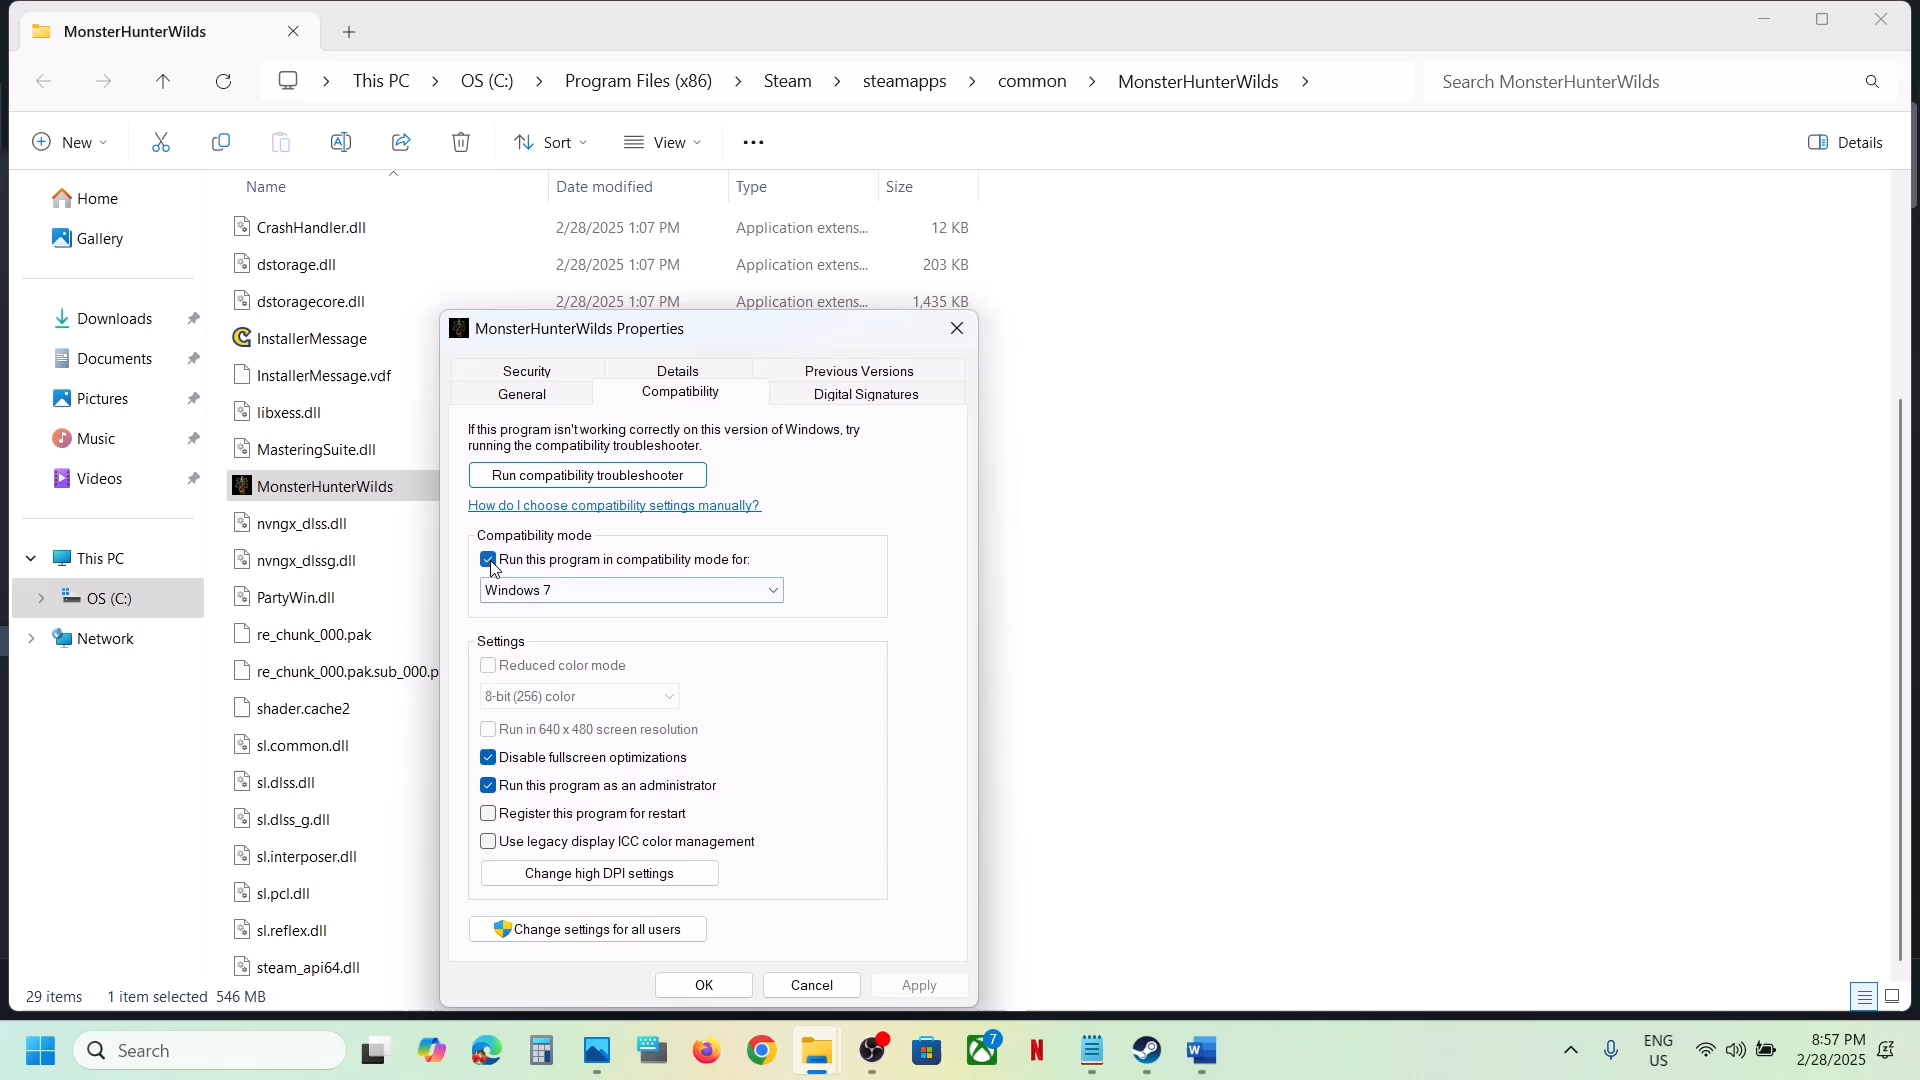 MonsterHunterWilds
This PC
OS (C:)
Program Files (x86)
Steam
steamapps
common
MonsterHunterWilds
Search MonsterHunterWilds
New
Sort
View
Details
Name
Date modified
Type
Size
Home
Gallery
Downloads
Documents
Pictures
Music
Videos
This PC
OS (C:)
Network
CrashHandler.dll 2/28/2025 1:07 PM Application extens... 12 KB
dstorage.dll 2/28/2025 1:07 PM Application extens... 203 KB
dstoragecore.dll 2/28/2025 1:07 PM Application extens... 1,435 KB
InstallerMessage
InstallerMessage.vdf
libxess.dll
MasteringSuite.dll
MonsterHunterWilds
nvngx_dlss.dll
nvngx_dlssg.dll
PartyWin.dll
re_chunk_000.pak
re_chunk_000.pak.sub_000.p
shader.cache2
sl.common.dll
sl.dlss.dll
sl.dlss_g.dll
sl.interposer.dll
sl.pcl.dll
sl.reflex.dll
steam_api64.dll
MonsterHunterWilds Properties
Security
Details
Previous Versions
General
Compatibility
Digital Signatures
If this program isn't working correctly on this version of Windows, try
running the compatibility troubleshooter.
Run compatibility troubleshooter
How do I choose compatibility settings manually?
Compatibility mode
Run this program in compatibility mode for:
Windows 7
Settings
Reduced color mode
8-bit (256) color
Run in 640 x 480 screen resolution
Disable fullscreen optimizations
Run this program as an administrator
Register this program for restart
Use legacy display ICC color management
Change high DPI settings
Change settings for all users
OK
Cancel
Apply
29 items
1 item selected 546 MB
Search
7
ENG
US
8:57 PM
2/28/2025